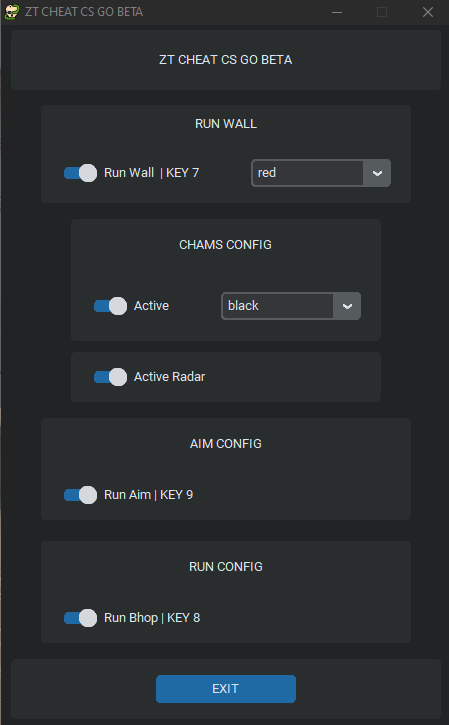 ZT CHEAT CS GO BETA
ZT CHEAT CS GO BETA
RUN WALL
Run Wall | KEY 7
red
CHAMS CONFIG
Active
black
Active Radar
AIM CONFIG
Run Aim | KEY 9
RUN CONFIG
Run Bhop | KEY 8
EXIT